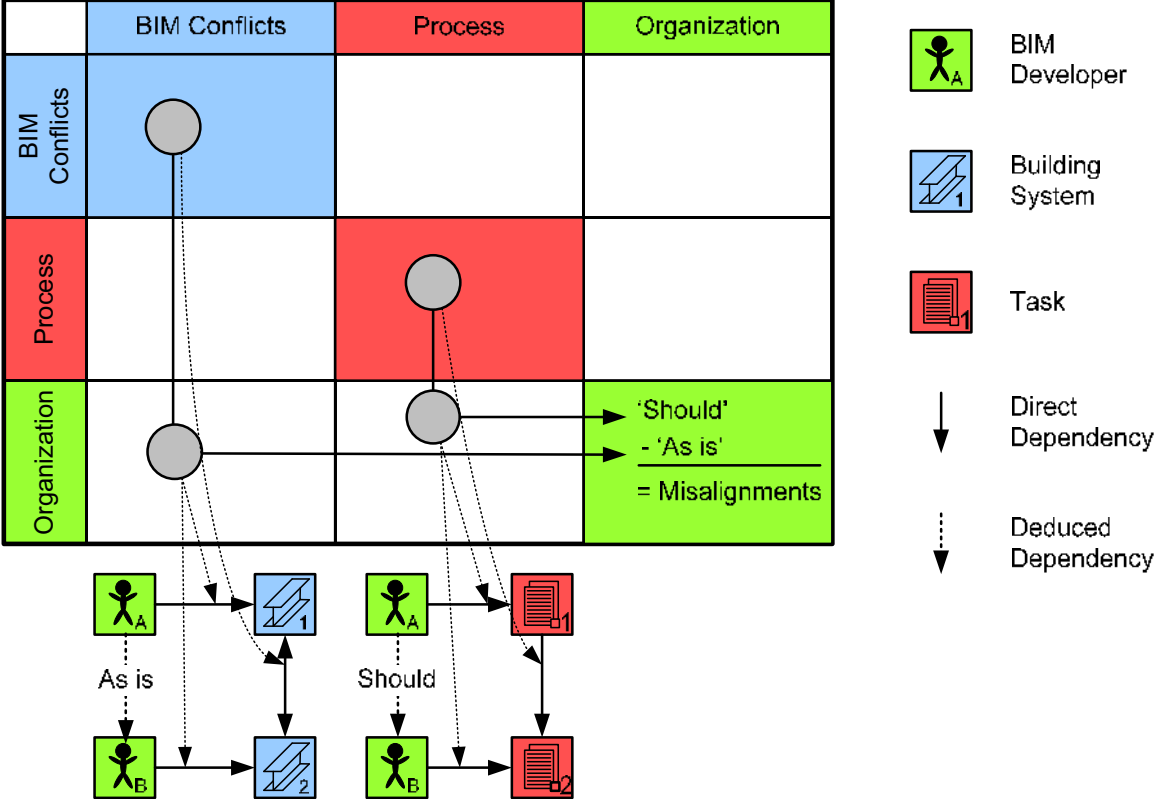 BIM Conflicts
Process
Organization
BIM
Conflicts
Process
Organization
'Should'
- 'As is'
= Misalignments
BIM
Developer
A
Building
System
1
Task
1
Direct
Dependency
Deduced
Dependency
A
1
A
1
As is
Should
B
2
B
2